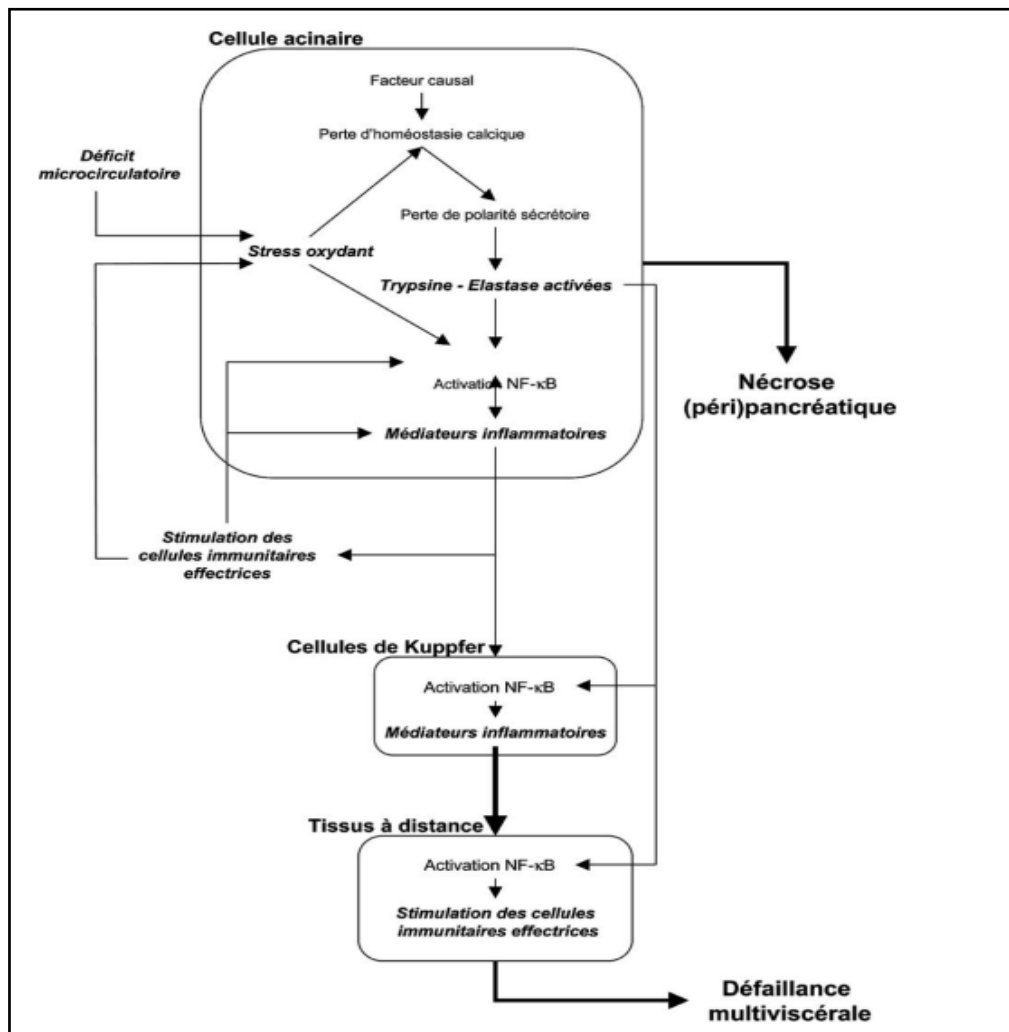 Cellule acinaire
Facteur causal
Perte d'homéostasie calcique
Déficit
microcirculatoire
Perte de polarité sécrétoire
Stress oxydant
Trypsine - Elastase activées
Nécrose
(péri)pancréatique
Activation NF-κB
Médiateurs inflammatoires
Stimulation des
cellules immunitaires
effectrices
Cellules de Kuppfer
Activation NF-κB
Médiateurs inflammatoires
Tissus à distance
Activation NF-κB
Stimulation des cellules
immunitaires effectrices
Défaillance
multiviscérale